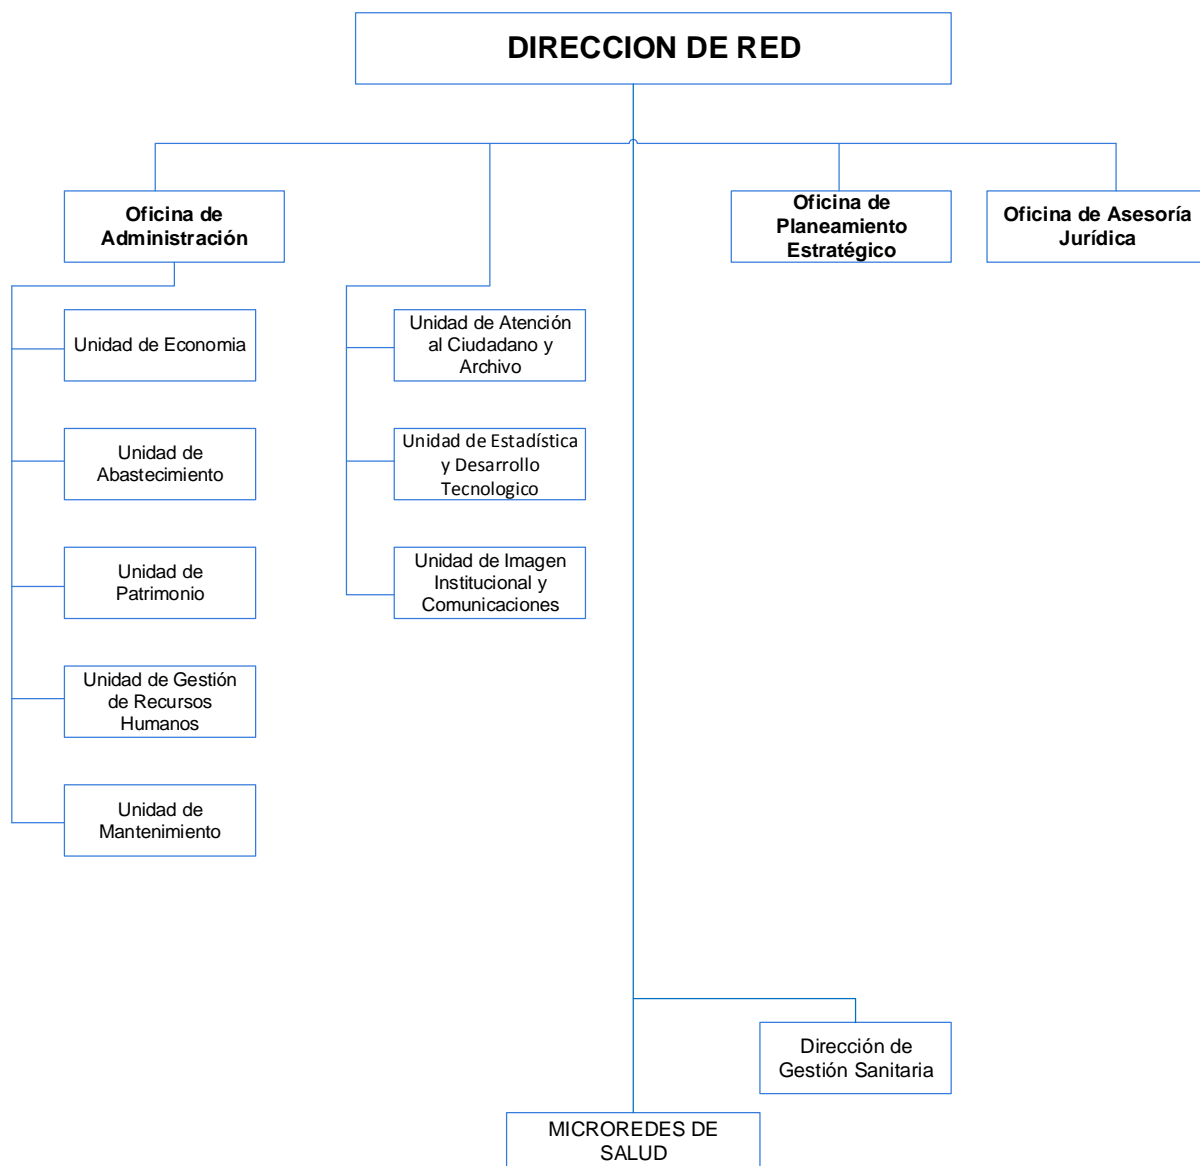 DIRECCION DE RED
Oficina de
Administración
Oficina de
Planeamiento
Estratégico
Oficina de Asesoría
Jurídica
Unidad de Economia
Unidad de
Abastecimiento
Unidad de
Patrimonio
Unidad de Gestión
de Recursos
Humanos
Unidad de
Mantenimiento
Unidad de Atención
al Ciudadano y
Archivo
Unidad de Estadística
y Desarrollo
Tecnologico
Unidad de Imagen
Institucional y
Comunicaciones
Dirección de
Gestión Sanitaria
MICROREDES DE
SALUD